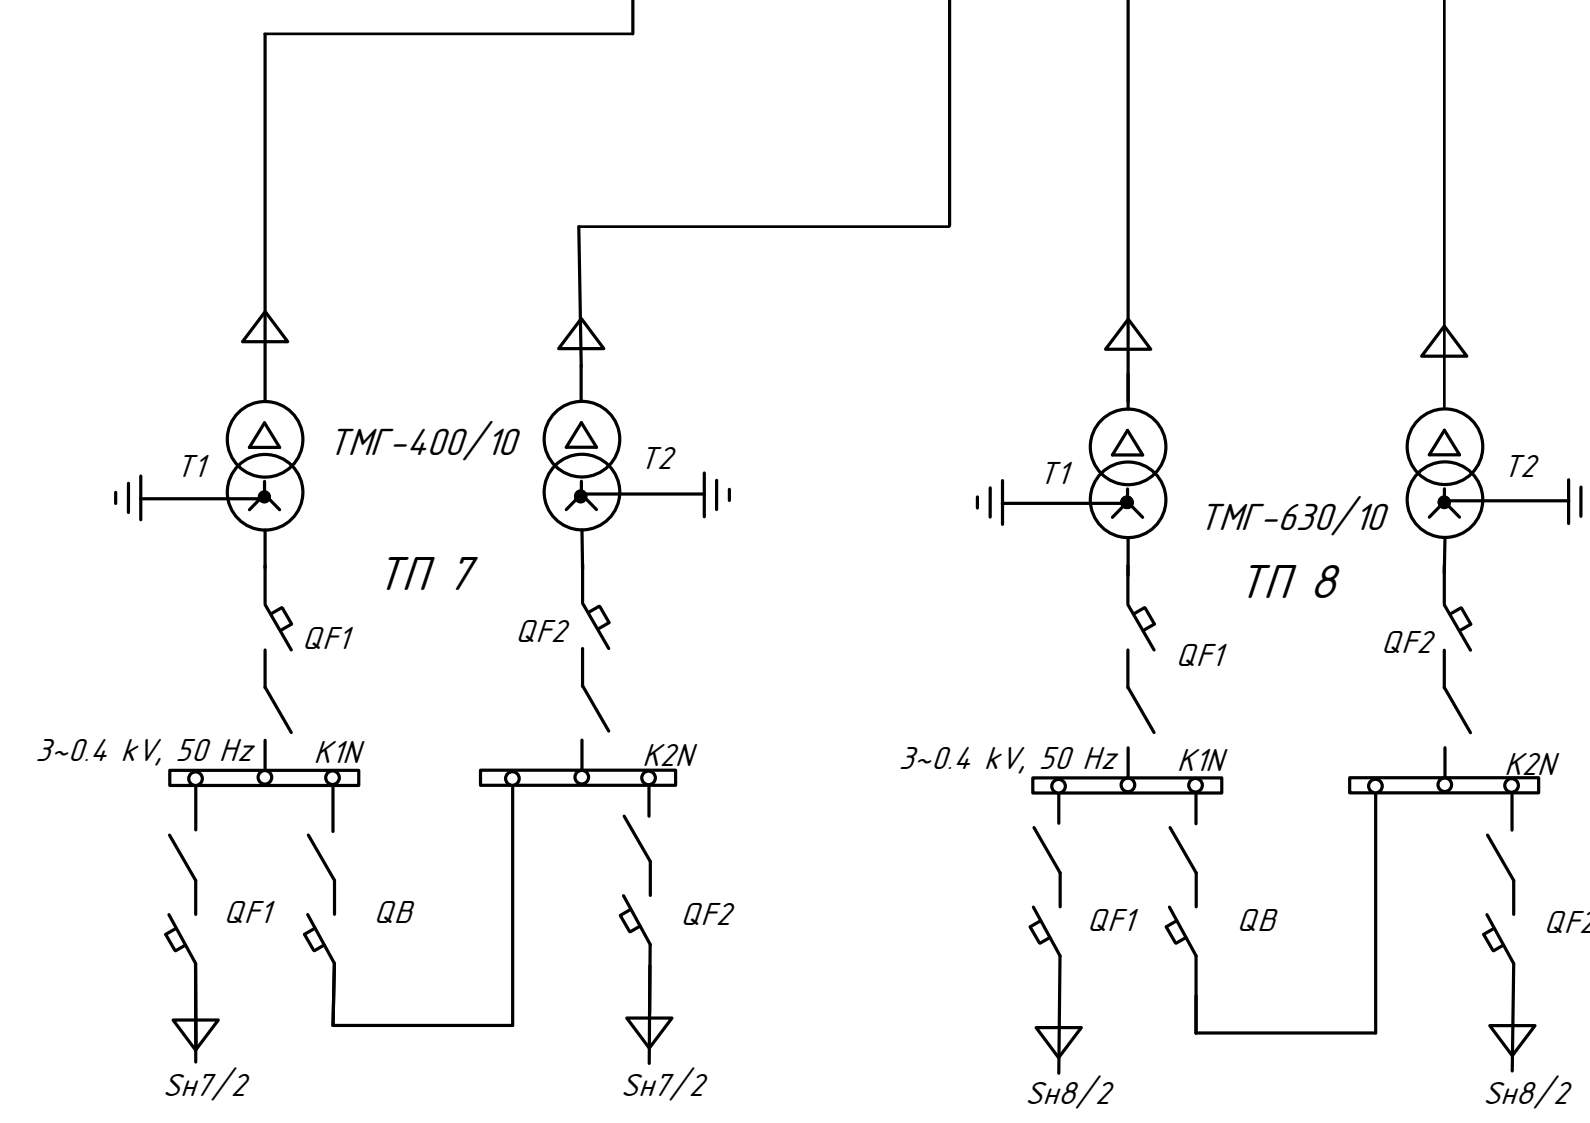 ТМГ-400/10
T1
T2
ТП 7
QF1
QF2
3~0.4 kV, 50 Hz
K1N
K2N
QF1
QB
QF2
Sн7/2
Sн7/2
T1
T2
ТМГ-630/10
ТП 8
QF1
QF2
3~0.4 kV, 50 Hz
K1N
K2N
QF1
QB
QF2
Sн8/2
Sн8/2